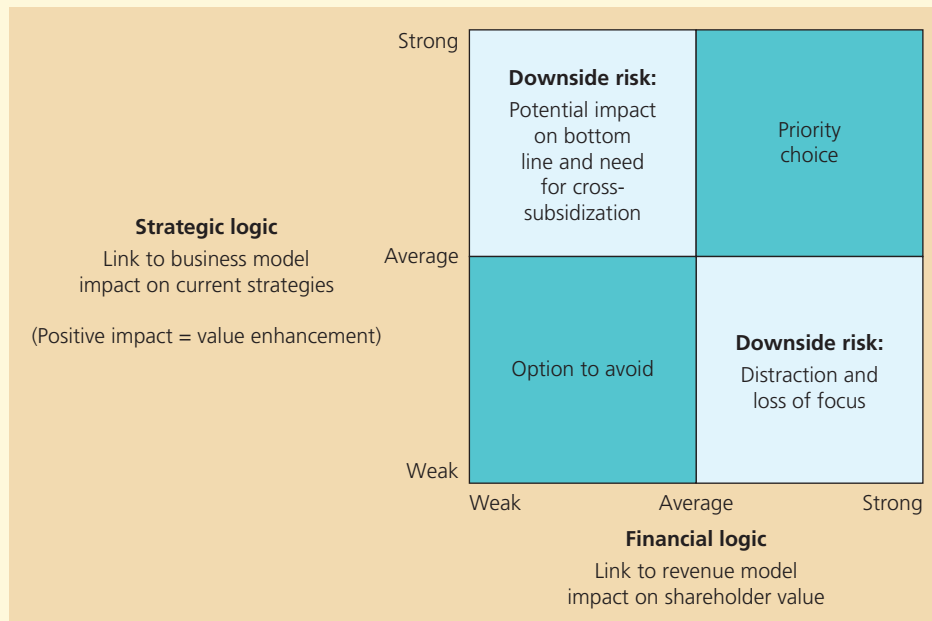 Strong
Downside risk:
Potential impact
on bottom
line and need
for cross-
subsidization
Priority
choice
Strategic logic
Link to business model
impact on current strategies
(Positive impact = value enhancement)
Average
Option to avoid
Downside risk:
Distraction and
loss of focus
Weak
Weak
Average
Strong
Financial logic
Link to revenue model
impact on shareholder value